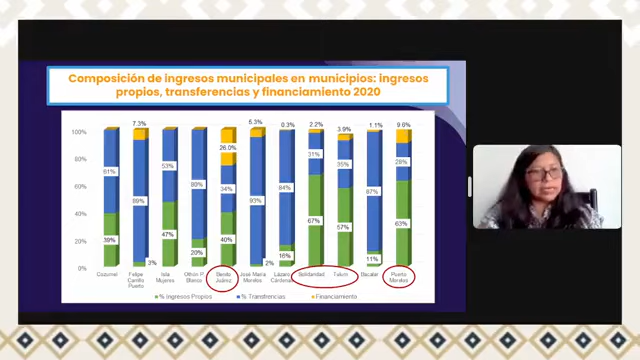 Composición de ingresos municipales en municipios: ingresos
propios, transferencias y financiamiento 2020
7.3% 5.3% 0.3% 2.2% 3.9% 1.1% 9.6%
100%
80%
60%
40%
20%
0%
61% 89% 53% 80% 26.0% 34% 93% 84% 31% 35% 87% 28%
39% 3% 47% 20% 40% 2% 16% 67% 57% 11% 63%
Cozumel Felipe Isla Othón P. Benito José María Lázaro Solidaridad Tulum Bacalar Puerto
Carrillo Mujeres Blanco Juárez Morelos Cárdenas Morelos
Puerto
% Ingresos Propios % Transfrencias Financiamiento